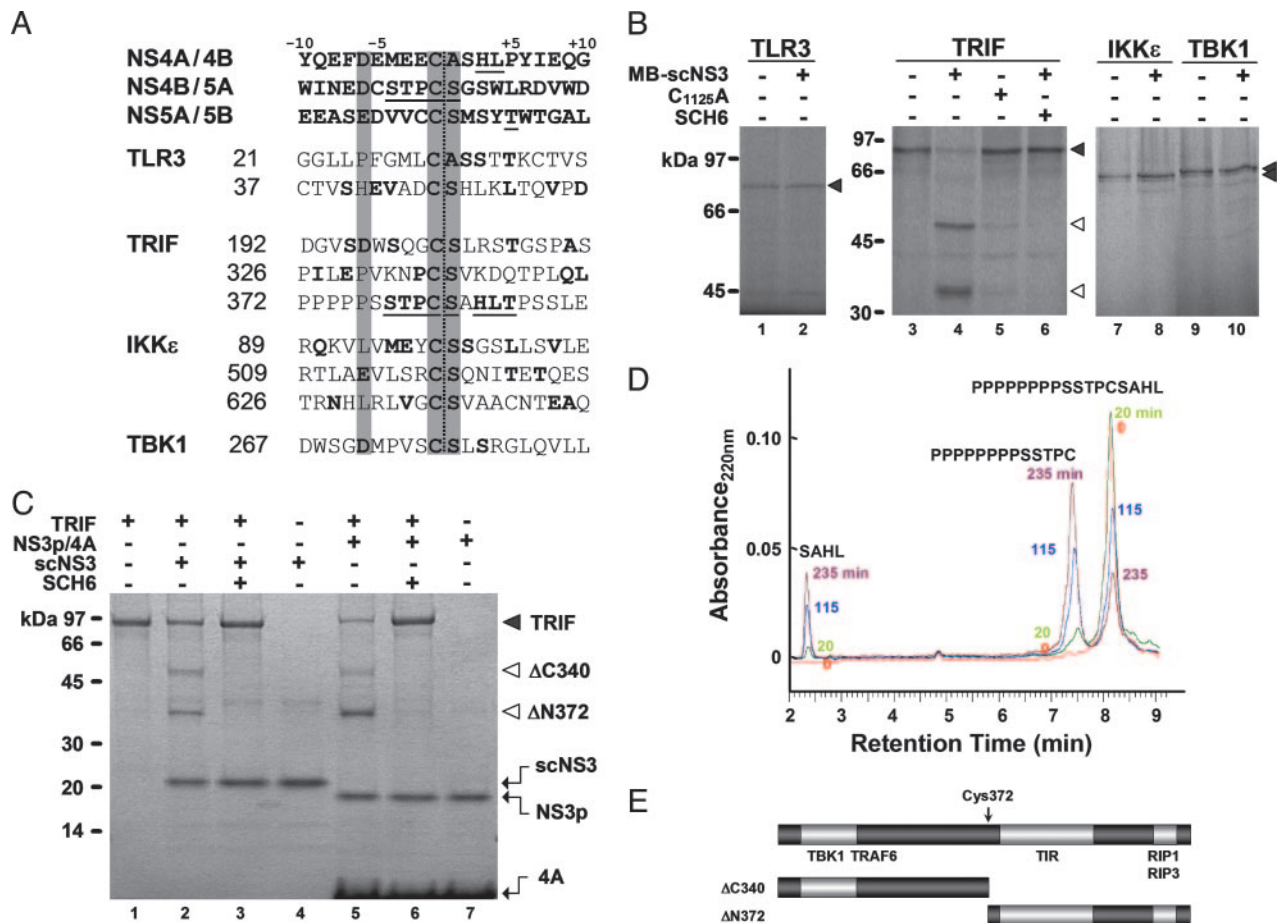 A
−10 −5 +5 +10
NS4A/4B YQEFDEMEECASHLPYIEQG
NS4B/5A WINEDCSTPCSGSWLRDVWD
NS5A/5B EEASEDVVCCSMSYTWTGAL
TLR3 21 GGLLPFGMLCASSTTKCTVS
37 CTVSHEVADCSHLKLTQVPD
TRIF 192 DGVSDWSQGCSLRSTGSPAS
326 PILEPVKNPCSVKDQTPLQL
372 PPPPPSSTPCSAHLTPSSLE
IKKε 89 RQKVLVMEYCSSGSLLSVLE
509 RTLAEVLSRCSQNITETQES
626 TRNHLRLVGCSVAACNTEAQ
TBK1 267 DWSGDMPVSCSLSRGLQVLL
B
TLR3 TRIF IKKε TBK1
MB-scNS3 - + - + - + - + - +
C1125A - - - - + - - - - -
SCH6 - - - - - + - - - -
kDa 97
66
45
97
66
45
30
1 2 3 4 5 6 7 8 9 10
C
TRIF + + + - + + -
NS3p/4A - - - - + + +
scNS3 - + + + - - -
SCH6 - - + - - + -
kDa 97 TRIF
66
ΔC340
45
ΔN372
30
20 scNS3
NS3p
14
4A
1 2 3 4 5 6 7
D
PPPPPPPPSSTPCSAHL
20 min
0
0.10
PPPPPPPPSSTPC
235 min
115
115
0.05
SAHL
235 min
115
235
20
0
20
0
0
Absorbance220nm
2 3 4 5 6 7 8 9
Retention Time (min)
E
Cys372
TBK1 TRAF6 TIR RIP1
RIP3
ΔC340
ΔN372